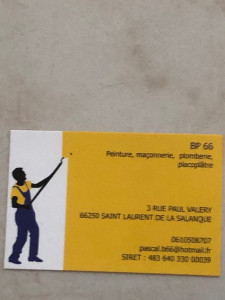 BP 66
Peinture, maçonnerie, plomberie,
placoplâtre
3 RUE PAUL VALERY
66250 SAINT LAURENT DE LA SALANQUE
0610508707
pascal.b66@hotmail.fr
SIRET : 483 640 330 00039